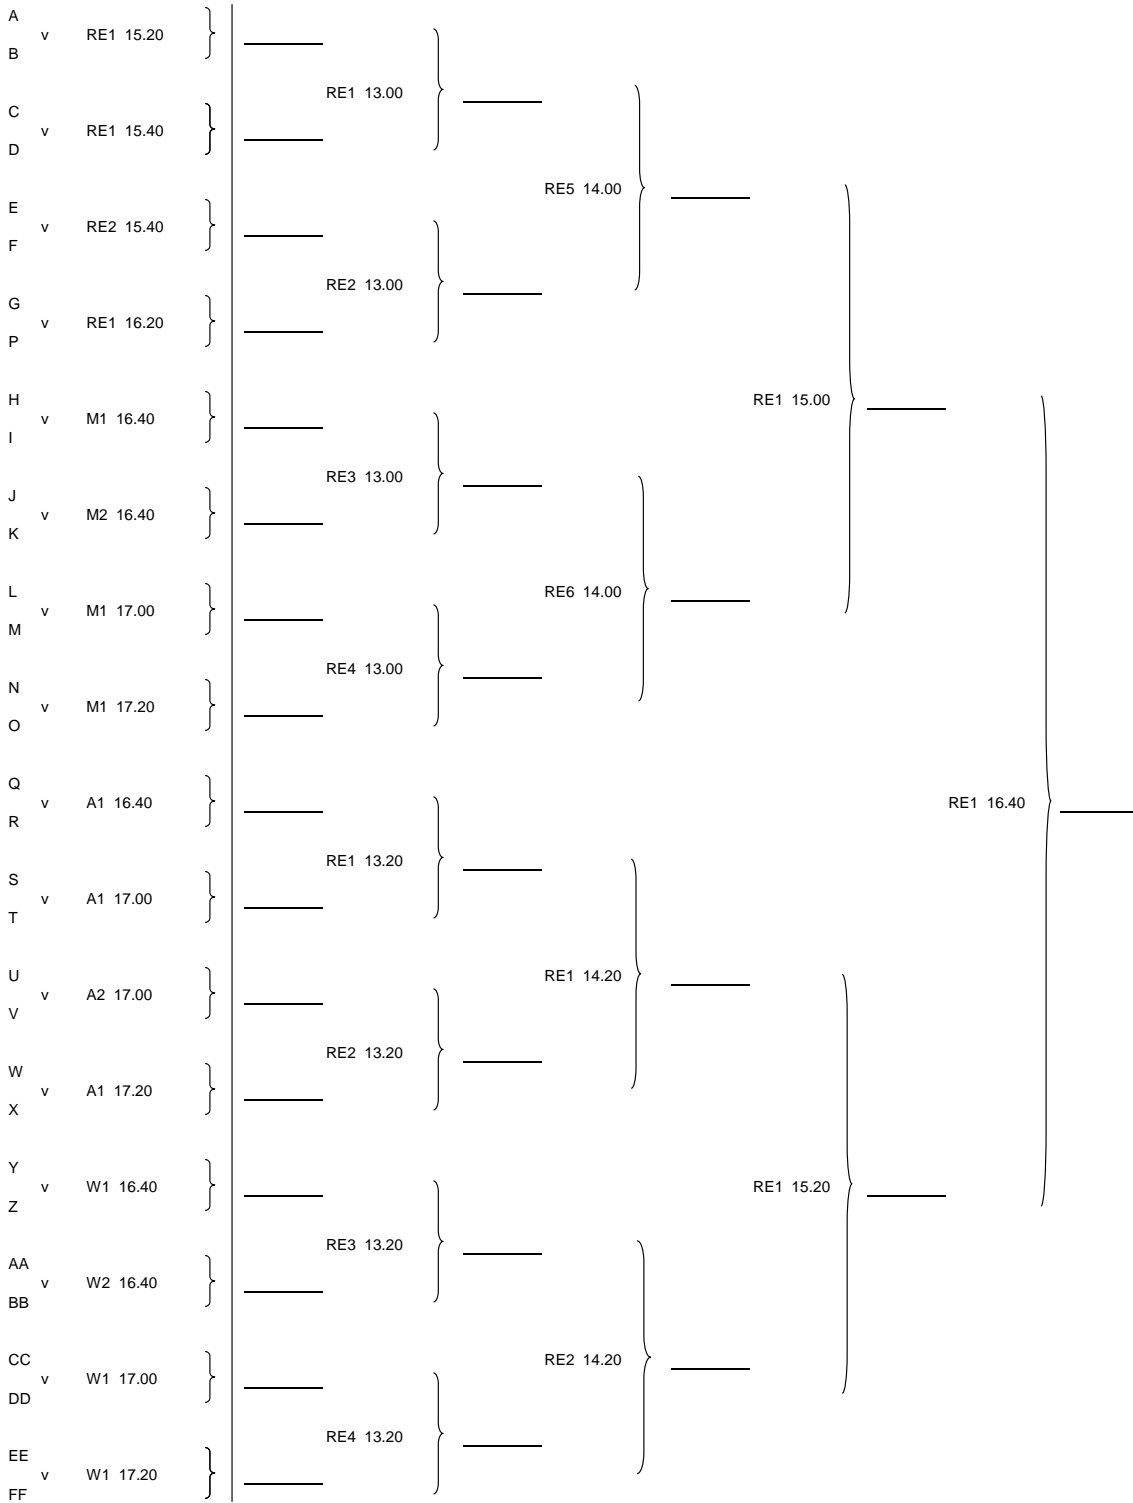 A
v RE1 15.20
B
RE1 13.00
C
v RE1 15.40
D
RE5 14.00
E
v RE2 15.40
F
RE2 13.00
G
v RE1 16.20
P
RE1 15.00
H
v M1 16.40
I
RE3 13.00
J
v M2 16.40
K
RE6 14.00
L
v M1 17.00
M
RE4 13.00
N
v M1 17.20
O
RE1 16.40
Q
v A1 16.40
R
RE1 13.20
S
v A1 17.00
T
RE1 14.20
U
v A2 17.00
V
RE2 13.20
W
v A1 17.20
X
RE1 15.20
Y
v W1 16.40
Z
RE3 13.20
AA
v W2 16.40
BB
RE2 14.20
CC
v W1 17.00
DD
RE4 13.20
EE
v W1 17.20
FF